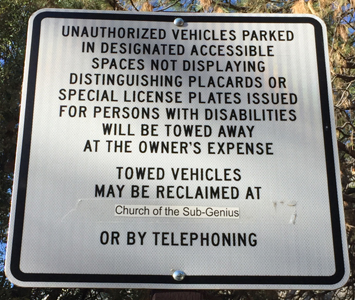 UNAUTHORIZED VEHICLES PARKED
IN DESIGNATED ACCESSIBLE
SPACES NOT DISPLAYING
DISTINGUISHING PLACARDS OR
SPECIAL LICENSE PLATES ISSUED
FOR PERSONS WITH DISABILITIES
WILL BE TOWED AWAY
AT THE OWNER'S EXPENSE
TOWED VEHICLES
MAY BE RECLAIMED AT
Church of the Sub-Genius
OR BY TELEPHONING